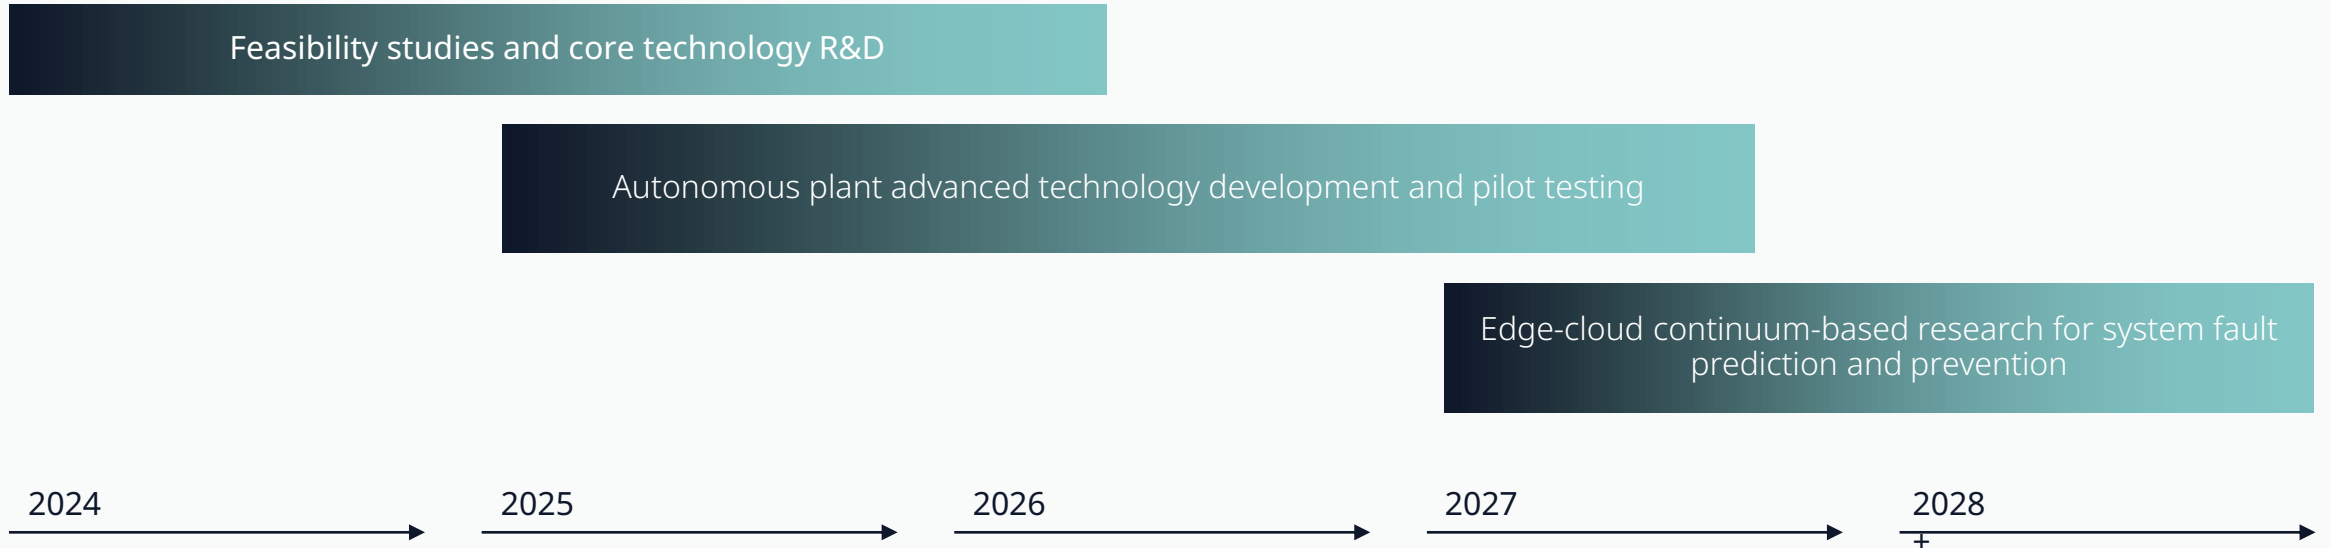 Feasibility studies and core technology R&D
Autonomous plant advanced technology development and pilot testing
Edge-cloud continuum-based research for system fault
prediction and prevention
2024
2025
2026
2027
2028
+